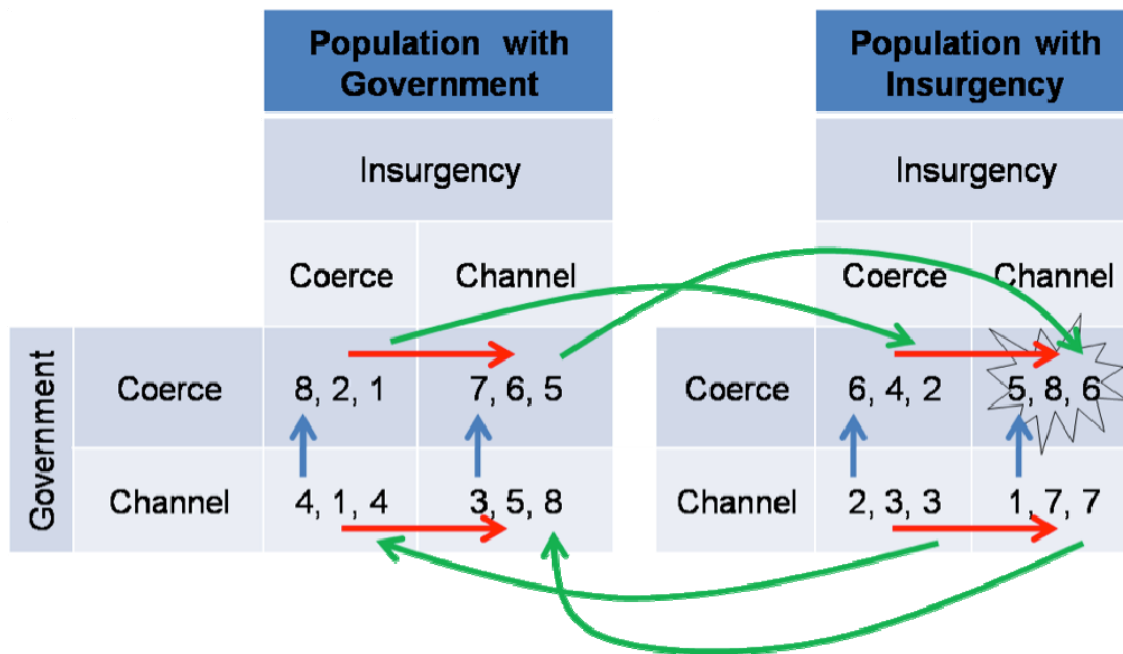 Population with
Government
Population with
Insurgency
Insurgency
Insurgency
Coerce
Channel
Coerce
Channel
Government
Coerce
8, 2, 1
7, 6, 5
Coerce
6, 4, 2
5, 8, 6
Channel
4, 1, 4
3, 5, 8
Channel
2, 3, 3
1, 7, 7